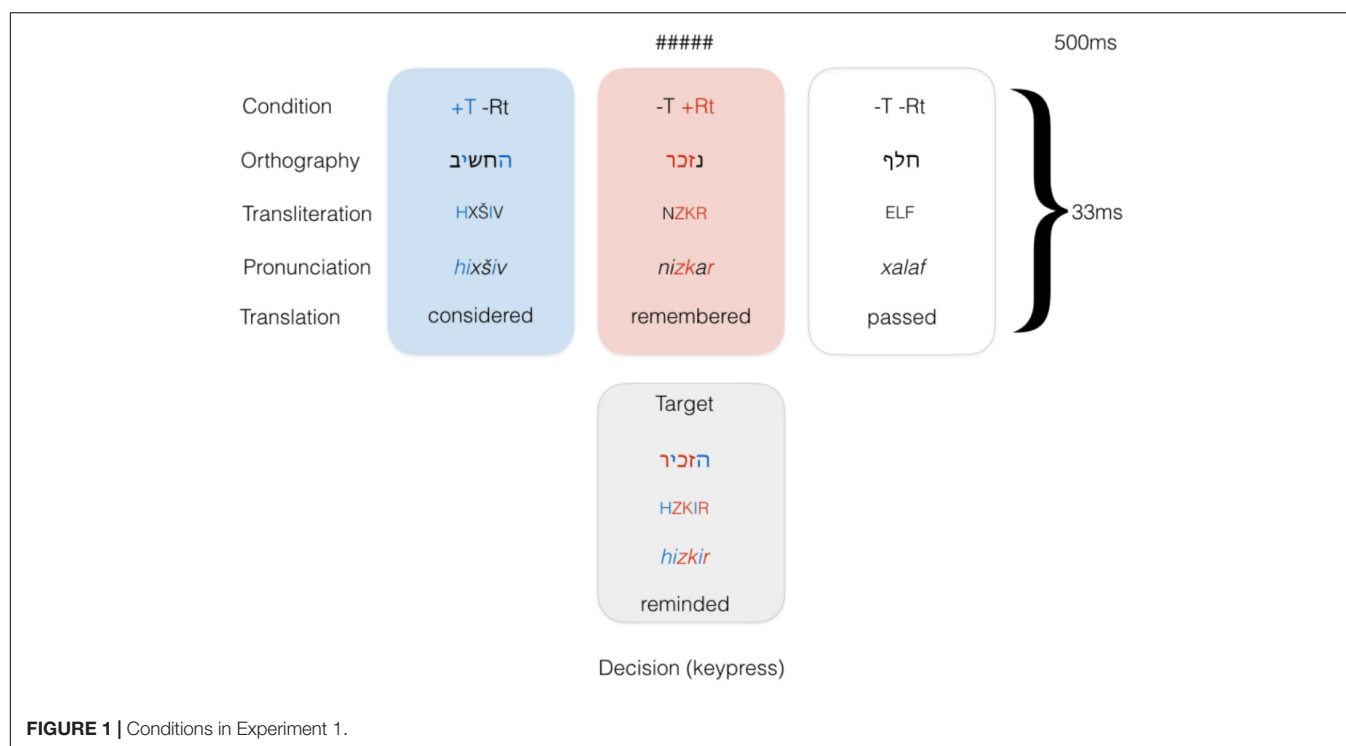 ##### 500ms
Condition +T -Rt -T +Rt -T -Rt
Orthography החשיב נזכר חלף
Transliteration HXŠIV NZKR ELF
33ms
Pronunciation hixšiv nizkar xalaf
Translation considered remembered passed
Target
הזכיר
HZKIR
hizkir
reminded
Decision (keypress)
FIGURE 1 | Conditions in Experiment 1.